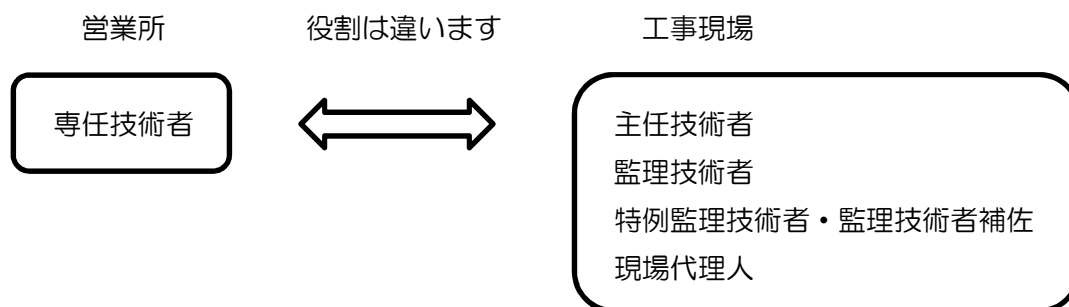 営業所 役割は違います 工事現場
専任技術者
主任技術者
監理技術者
特例監理技術者・監理技術者補佐
現場代理人